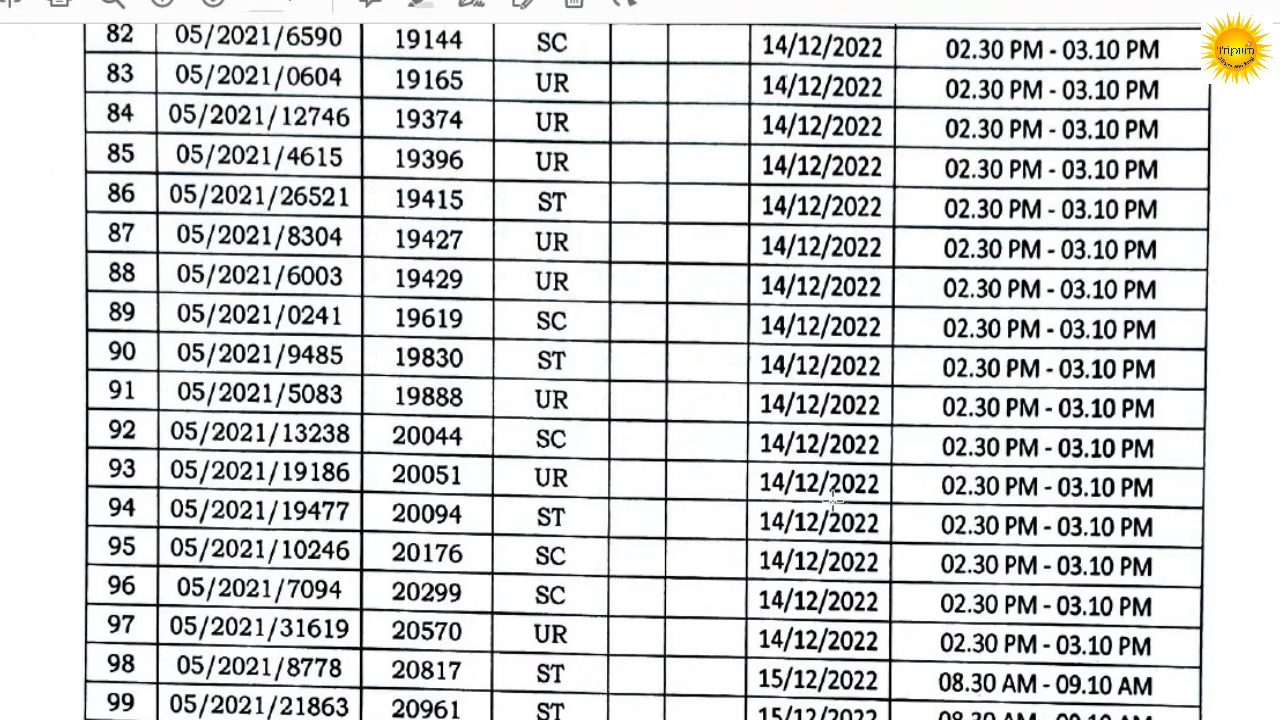 82 05/2021/6590 19144 SC 14/12/2022 02.30 PM - 03.10 PM
83 05/2021/0604 19165 UR 14/12/2022 02.30 PM - 03.10 PM
84 05/2021/12746 19374 UR 14/12/2022 02.30 PM - 03.10 PM
85 05/2021/4615 19396 UR 14/12/2022 02.30 PM - 03.10 PM
86 05/2021/26521 19415 ST 14/12/2022 02.30 PM - 03.10 PM
87 05/2021/8304 19427 UR 14/12/2022 02.30 PM - 03.10 PM
88 05/2021/6003 19429 UR 14/12/2022 02.30 PM - 03.10 PM
89 05/2021/0241 19619 SC 14/12/2022 02.30 PM - 03.10 PM
90 05/2021/9485 19830 ST 14/12/2022 02.30 PM - 03.10 PM
91 05/2021/5083 19888 UR 14/12/2022 02.30 PM - 03.10 PM
92 05/2021/13238 20044 SC 14/12/2022 02.30 PM - 03.10 PM
93 05/2021/19186 20051 UR 14/12/2022 02.30 PM - 03.10 PM
94 05/2021/19477 20094 ST 14/12/2022 02.30 PM - 03.10 PM
95 05/2021/10246 20176 SC 14/12/2022 02.30 PM - 03.10 PM
96 05/2021/7094 20299 SC 14/12/2022 02.30 PM - 03.10 PM
97 05/2021/31619 20570 UR 14/12/2022 02.30 PM - 03.10 PM
98 05/2021/8778 20817 ST 15/12/2022 08.30 AM - 09.10 AM
99 05/2021/21863 20961 ST 15/12/2022 08.30 AM - 09.10 AM
Tripura